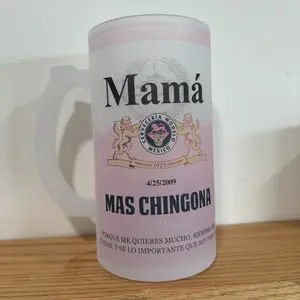 Mamá
CERVECERIA MODELO
MEXICO
1925
4/25/2009
MAS CHINGONA
PORQUE ME QUIERES MUCHO, SIEMPRE ME
Y SE LO IMPORTANTE QUE SOY